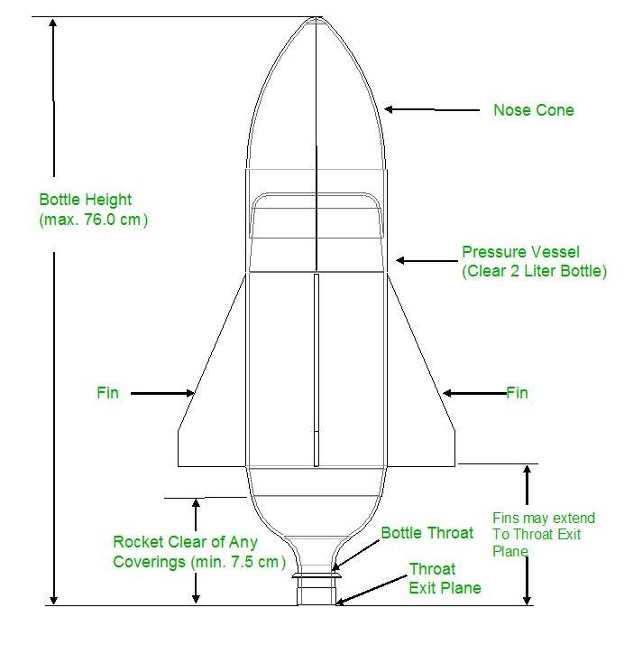 Nose Cone
Bottle Height
(max. 76.0 cm)
Pressure Vessel
(Clear 2 Liter Bottle)
Fin
Fin
Fins may extend
To Throat Exit
Plane
Rocket Clear of Any
Coverings (min. 7.5 cm)
Bottle Throat
Throat
Exit Plane